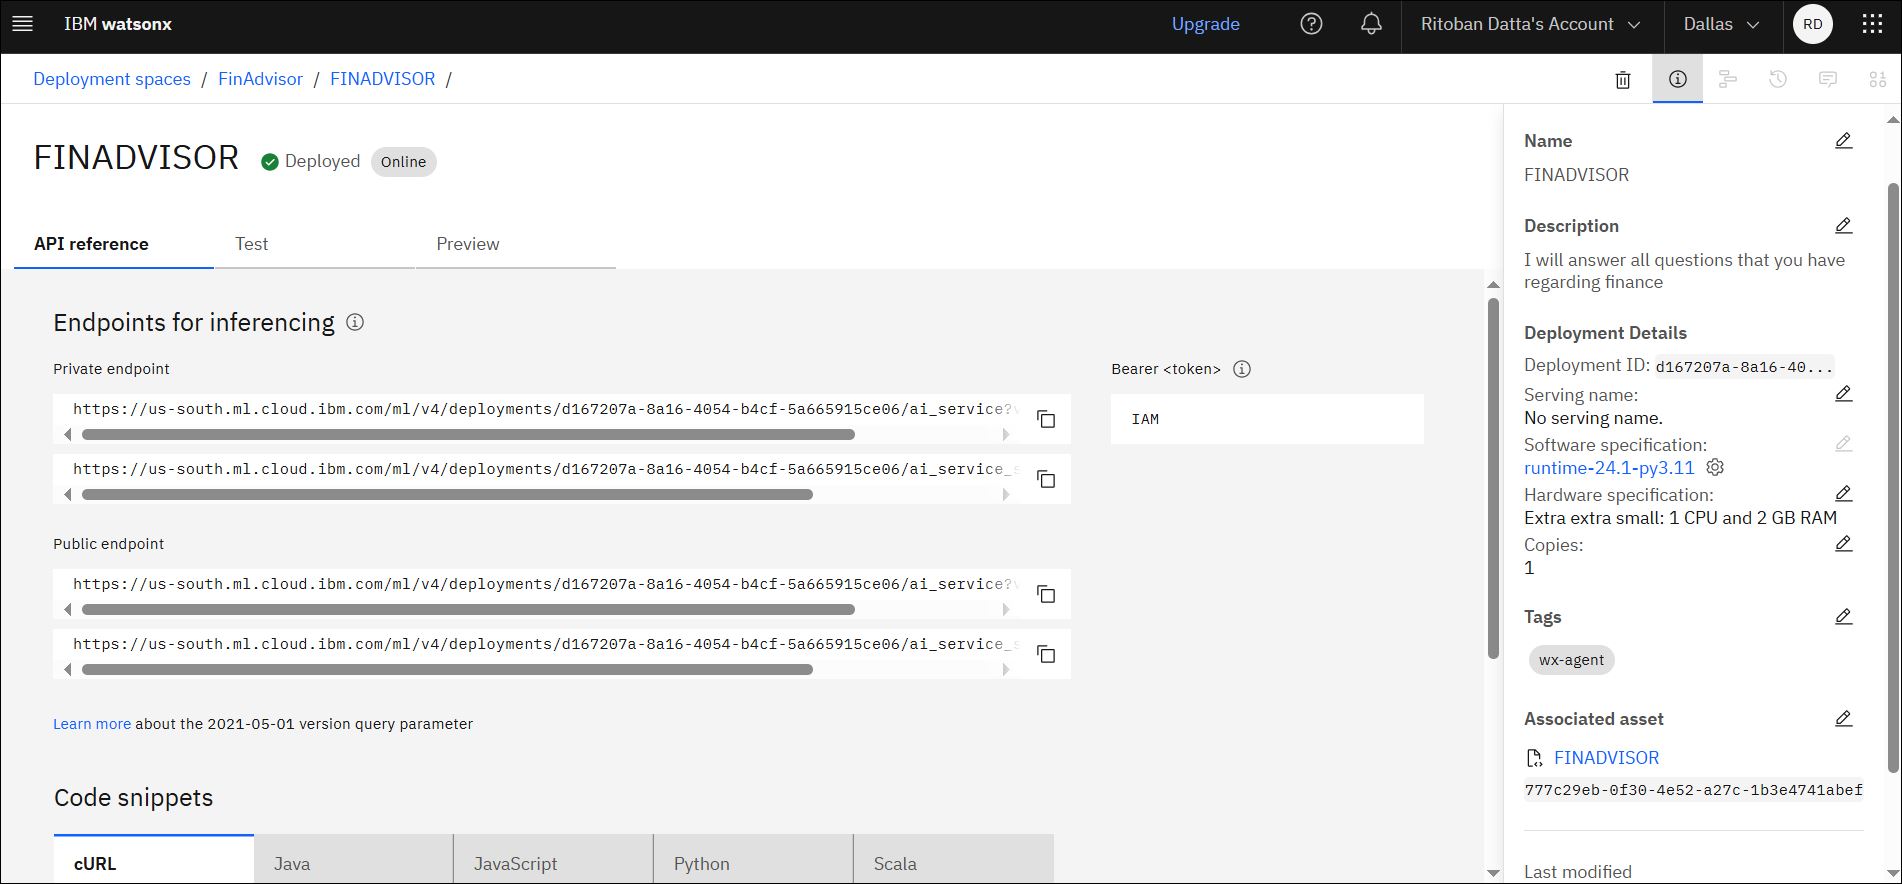 IBM watsonx
Upgrade
Ritoban Datta's Account
Dallas
RD
Deployment spaces / FinAdvisor / FINADVISOR /
FINADVISOR
Deployed
Online
API reference
Test
Preview
Endpoints for inferencing
Private endpoint
https://us-south.ml.cloud.ibm.com/ml/v4/deployments/d167207a-8a16-4054-b4cf-5a665915ce06/ai_service?
https://us-south.ml.cloud.ibm.com/ml/v4/deployments/d167207a-8a16-4054-b4cf-5a665915ce06/ai_service_
Bearer <token>
IAM
Public endpoint
https://us-south.ml.cloud.ibm.com/ml/v4/deployments/d167207a-8a16-4054-b4cf-5a665915ce06/ai_service?
https://us-south.ml.cloud.ibm.com/ml/v4/deployments/d167207a-8a16-4054-b4cf-5a665915ce06/ai_service_
Learn more about the 2021-05-01 version query parameter
Code snippets
cURL
Java
JavaScript
Python
Scala
Name
FINADVISOR
Description
I will answer all questions that you have
regarding finance
Deployment Details
Deployment ID: d167207a-8a16-40...
Serving name:
No serving name.
Software specification:
runtime-24.1-py3.11
Hardware specification:
Extra extra small: 1 CPU and 2 GB RAM
Copies:
1
Tags
wx-agent
Associated asset
FINADVISOR
777c29eb-0f30-4e52-a27c-1b3e4741abef
Last modified